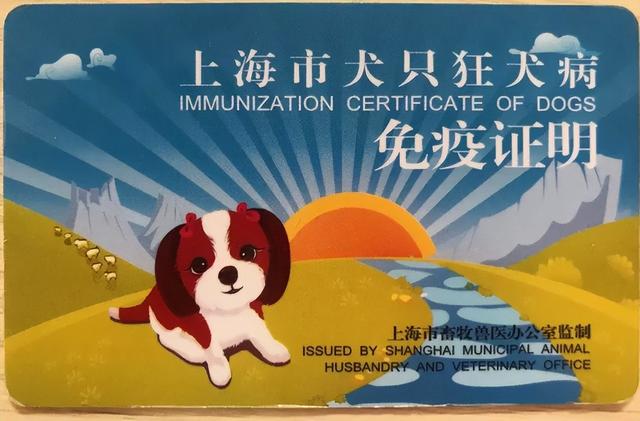 上海市犬只狂犬病
IMMUNIZATION CERTIFICATE OF DOGS
免疫证明
上海市畜牧兽医办公室监制
ISSUED BY SHANGHAI MUNICIPAL ANIMAL
HUSBANDRY AND VETERINARY OFFICE